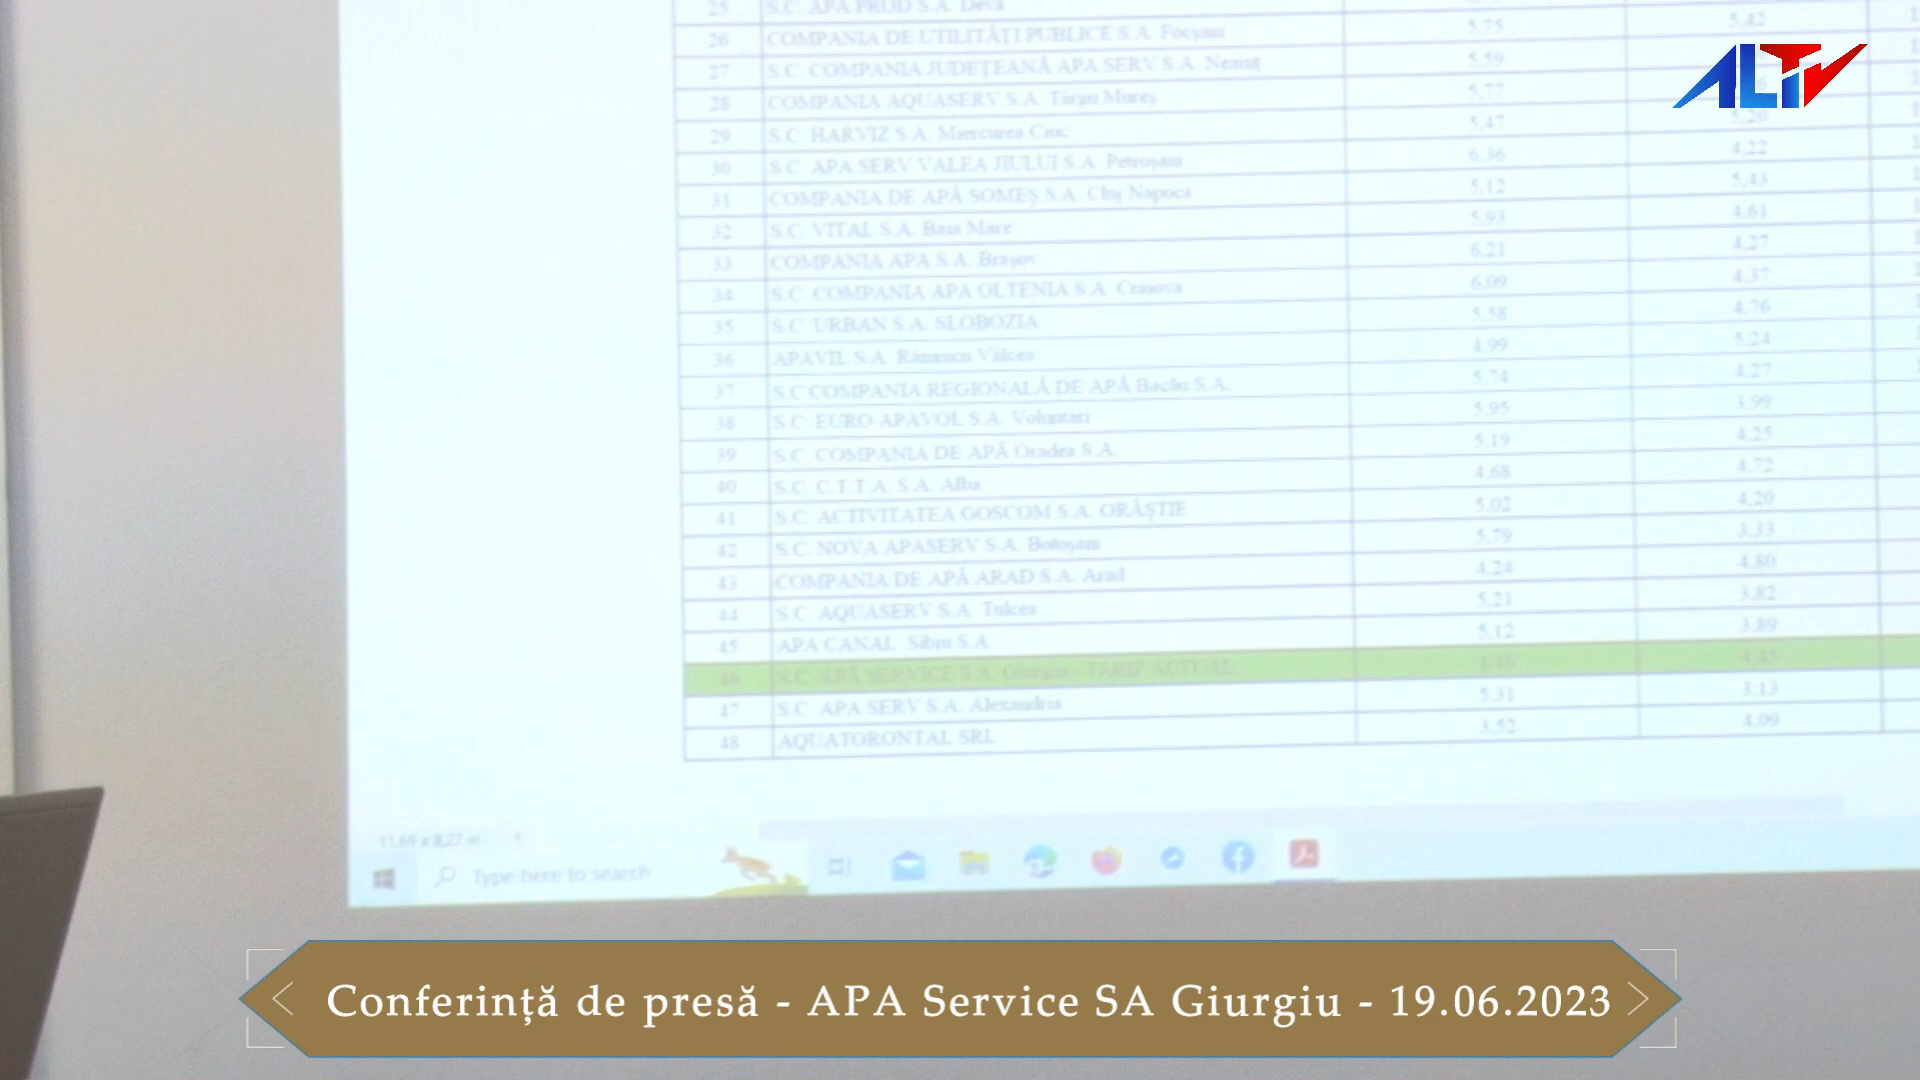 25 S.C. APA PROD S.A. Deva
26 COMPANIA DE UTILITĂȚI PUBLICE S.A. Focșani 5.75 5.42
27 S.C. COMPANIA JUDEȚEANĂ APA SERV S.A. Neamț 5.59
28 COMPANIA AQUASERV S.A. Târgu Mureș 5.77
29 S.C. HARVIZ S.A. Miercurea Ciuc 5.47 5.20
30 S.C. APA SERV VALEA JIULUI S.A. Petroșani 6.36 4.22
31 COMPANIA DE APĂ SOMEȘ S.A. Cluj Napoca 5.12 5.43
32 S.C. VITAL S.A. Baia Mare 5.93 4.61
33 COMPANIA APA S.A. Brașov 6.21 4.27
34 S.C. COMPANIA APA OLTENIA S.A. Craiova 6.09 4.37
35 S.C. URBAN S.A. SLOBOZIA 5.58 4.76
36 APAVIL S.A. Râmnicu Vâlcea 4.99 5.24
37 S.C COMPANIA REGIONALĂ DE APĂ Bacău S.A. 5.74 4.27
38 S.C. EURO APAVOL S.A. Voluntari 5.95 3.99
39 S.C. COMPANIA DE APĂ Oradea S.A. 5.19 4.25
40 S.C. C.T.T.A. S.A. Alba 4.68 4.72
41 S.C. ACTIVITATEA GOSCOM S.A. ORĂȘTIE 5.02 4.20
42 S.C. NOVA APASERV S.A. Botoșani 5.79 3.33
43 COMPANIA DE APĂ ARAD S.A. Arad 4.24 4.80
44 S.C. AQUASERV S.A. Tulcea 5.21 3.82
45 APA CANAL Sibiu S.A. 5.12 3.89
46 S.C. APĂ SERVICE S.A. Giurgiu - TARIF ACTUAL 4.45
47 S.C. APA SERV S.A. Alexandria 5.31 3.13
48 AQUATORONTAL SRL 3.52 4.09
11,69 x 8,27 in
Type here to search
ALTV
Conferință de presă - APA Service SA Giurgiu - 19.06.2023